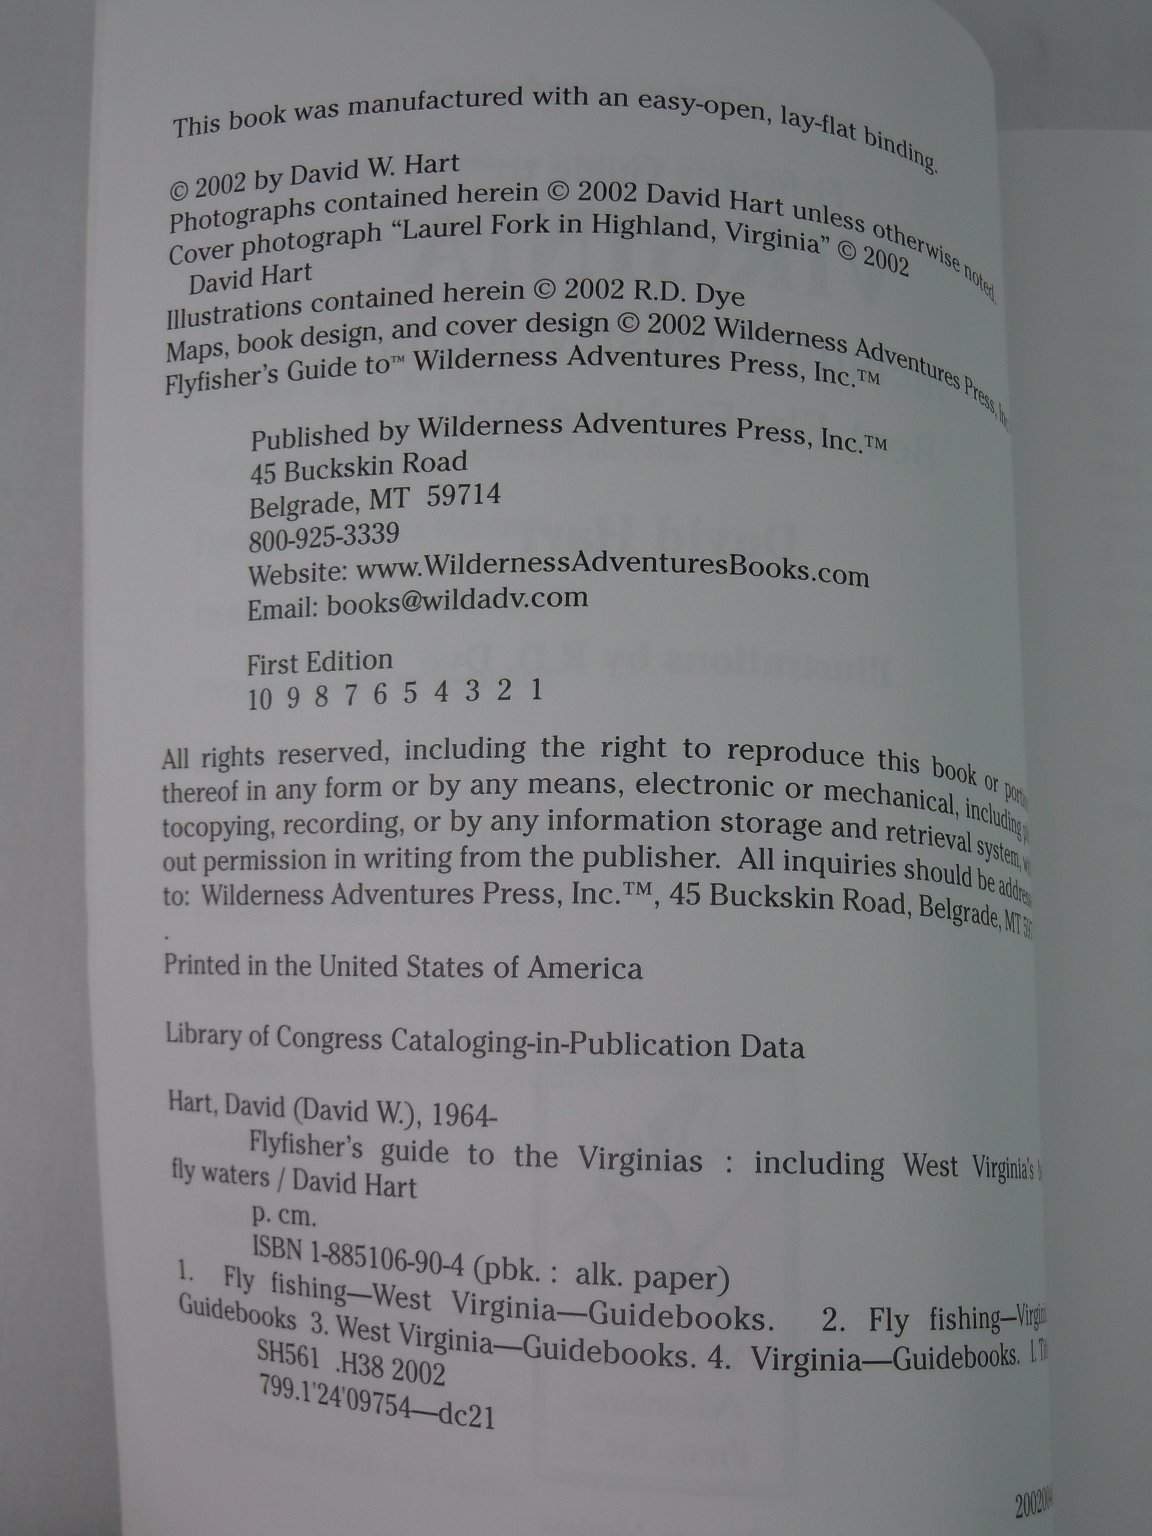 This book was manufactured with an easy-open, lay-flat binding.
© 2002 by David W. Hart
Photographs contained herein © 2002 David Hart unless otherwise noted.
Cover photograph “Laurel Fork in Highland, Virginia” © 2002
David Hart
Illustrations contained herein © 2002 R.D. Dye
Maps, book design, and cover design © 2002 Wilderness Adventures Press, Inc.
Flyfisher's Guide to™ Wilderness Adventures Press, Inc.™
Published by Wilderness Adventures Press, Inc.™
45 Buckskin Road
Belgrade, MT 59714
800-925-3339
Website: www.WildernessAdventuresBooks.com
Email: books@wildadv.com
First Edition
10 9 8 7 6 5 4 3 2 1
All rights reserved, including the right to reproduce this book or
thereof in any form or by any means, electronic or mechanical, including
tocopying, recording, or by any information storage and retrieval system,
out permission in writing from the publisher. All inquiries should be
to: Wilderness Adventures Press, Inc.™, 45 Buckskin Road, Belgrade, MT
Printed in the United States of America
Library of Congress Cataloging-in-Publication Data
Hart, David (David W.), 1964-
Flyfisher's guide to the Virginias : including West Virginia's
fly waters / David Hart
p. cm.
ISBN 1-885106-90-4 (pbk. : alk. paper)
1. Fly fishing—West Virginia—Guidebooks. 2. Fly fishing—
Guidebooks 3. West Virginia—Guidebooks. 4. Virginia—Guidebooks. I.
SH561 .H38 2002
799.1'24'09754—dc21